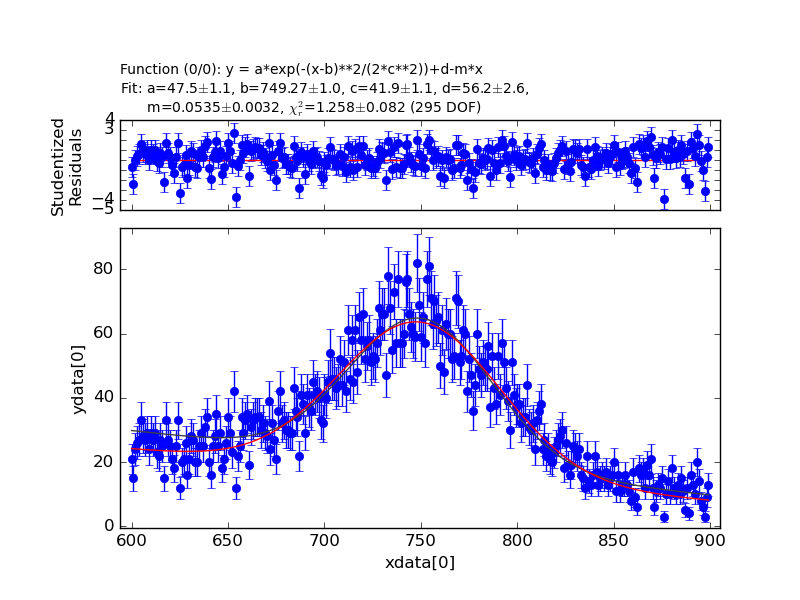 Function (0/0): y = a*exp(-(x-b)**2/(2*c**2))+d-m*x
Fit: a=47.5±1.1, b=749.27±1.0, c=41.9±1.1, d=56.2±2.6,
m=0.0535±0.0032, χ²ᵣ=1.258±0.082 (295 DOF)
4
3
−4
−5
Studentized
Residuals
80
60
40
20
0
ydata[0]
600 650 700 750 800 850 900
xdata[0]